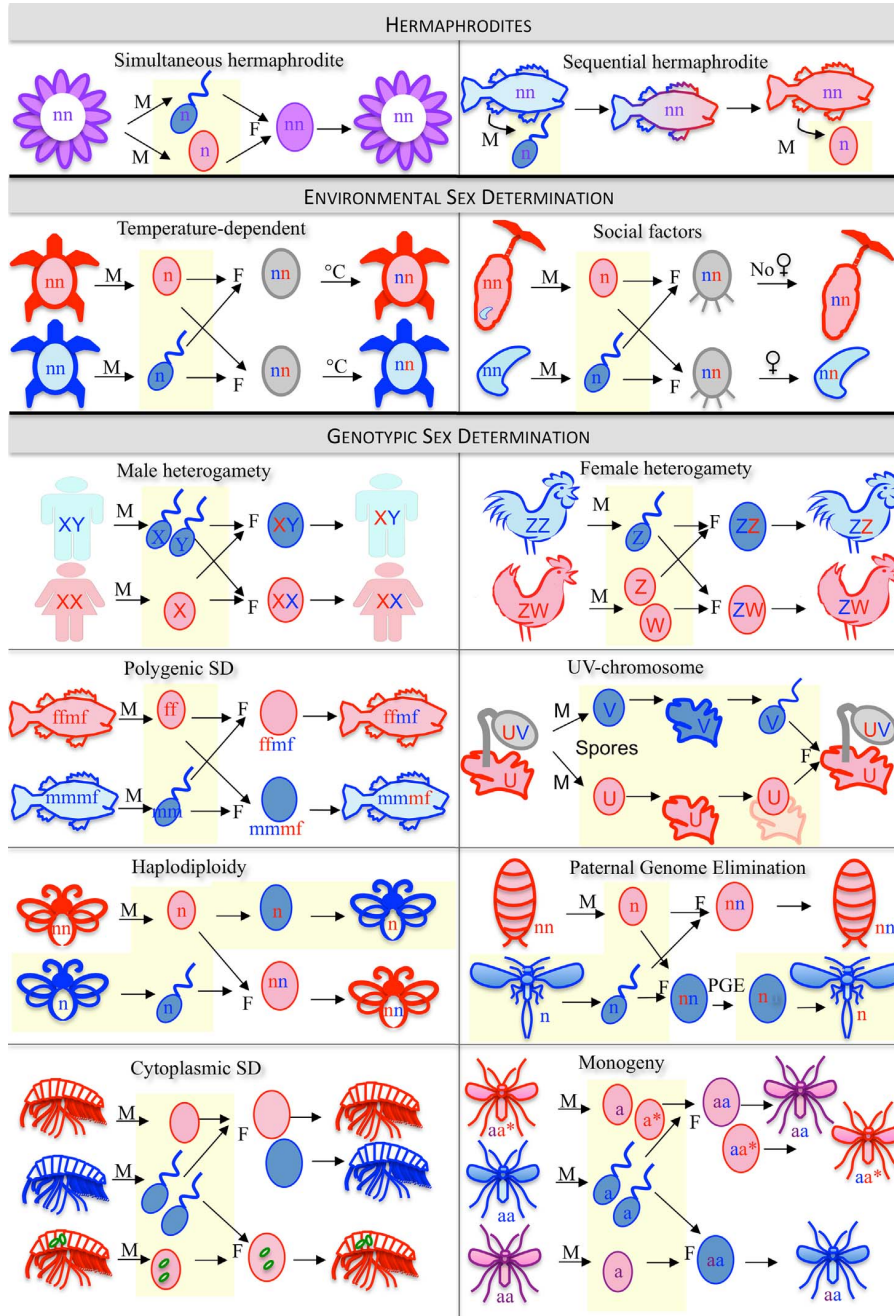 HERMAPHRODITES
Simultaneous hermaphrodite
nn
M
M
n
n
F
nn
nn
Sequential hermaphrodite
nn
M
n
nn
nn
M
n
ENVIRONMENTAL SEX DETERMINATION
Temperature-dependent
nn
M
n
F
nn
°C
nn
nn
M
n
F
nn
°C
nn
Social factors
nn
M
n
F
nn
No ♀
nn
nn
M
n
F
nn
♀
nn
GENOTYPIC SEX DETERMINATION
Male heterogamety
XY
M
X
Y
F
XY
XY
XX
M
X
F
XX
XX
Female heterogamety
ZZ
M
Z
F
ZZ
ZZ
ZW
M
Z
W
F
ZW
ZW
Polygenic SD
ffmf
M
ff
F
ffmf
ffmf
mmmf
M
mm
F
mmmf
mmmf
UV-chromosome
UV
U
M
V
V
V
Spores
M
U
U
U
F
UV
U
Haplodiploidy
nn
M
n
n
n
n
n
F
nn
nn
Paternal Genome Elimination
nn
M
n
F
nn
nn
n
n
F
nn
PGE
n
n
Cytoplasmic SD
M
F
M
M
F
Monogeny
aa*
M
a
a*
F
aa
aa
aa*
aa*
aa
M
a
a
aa
M
a
F
aa
aa